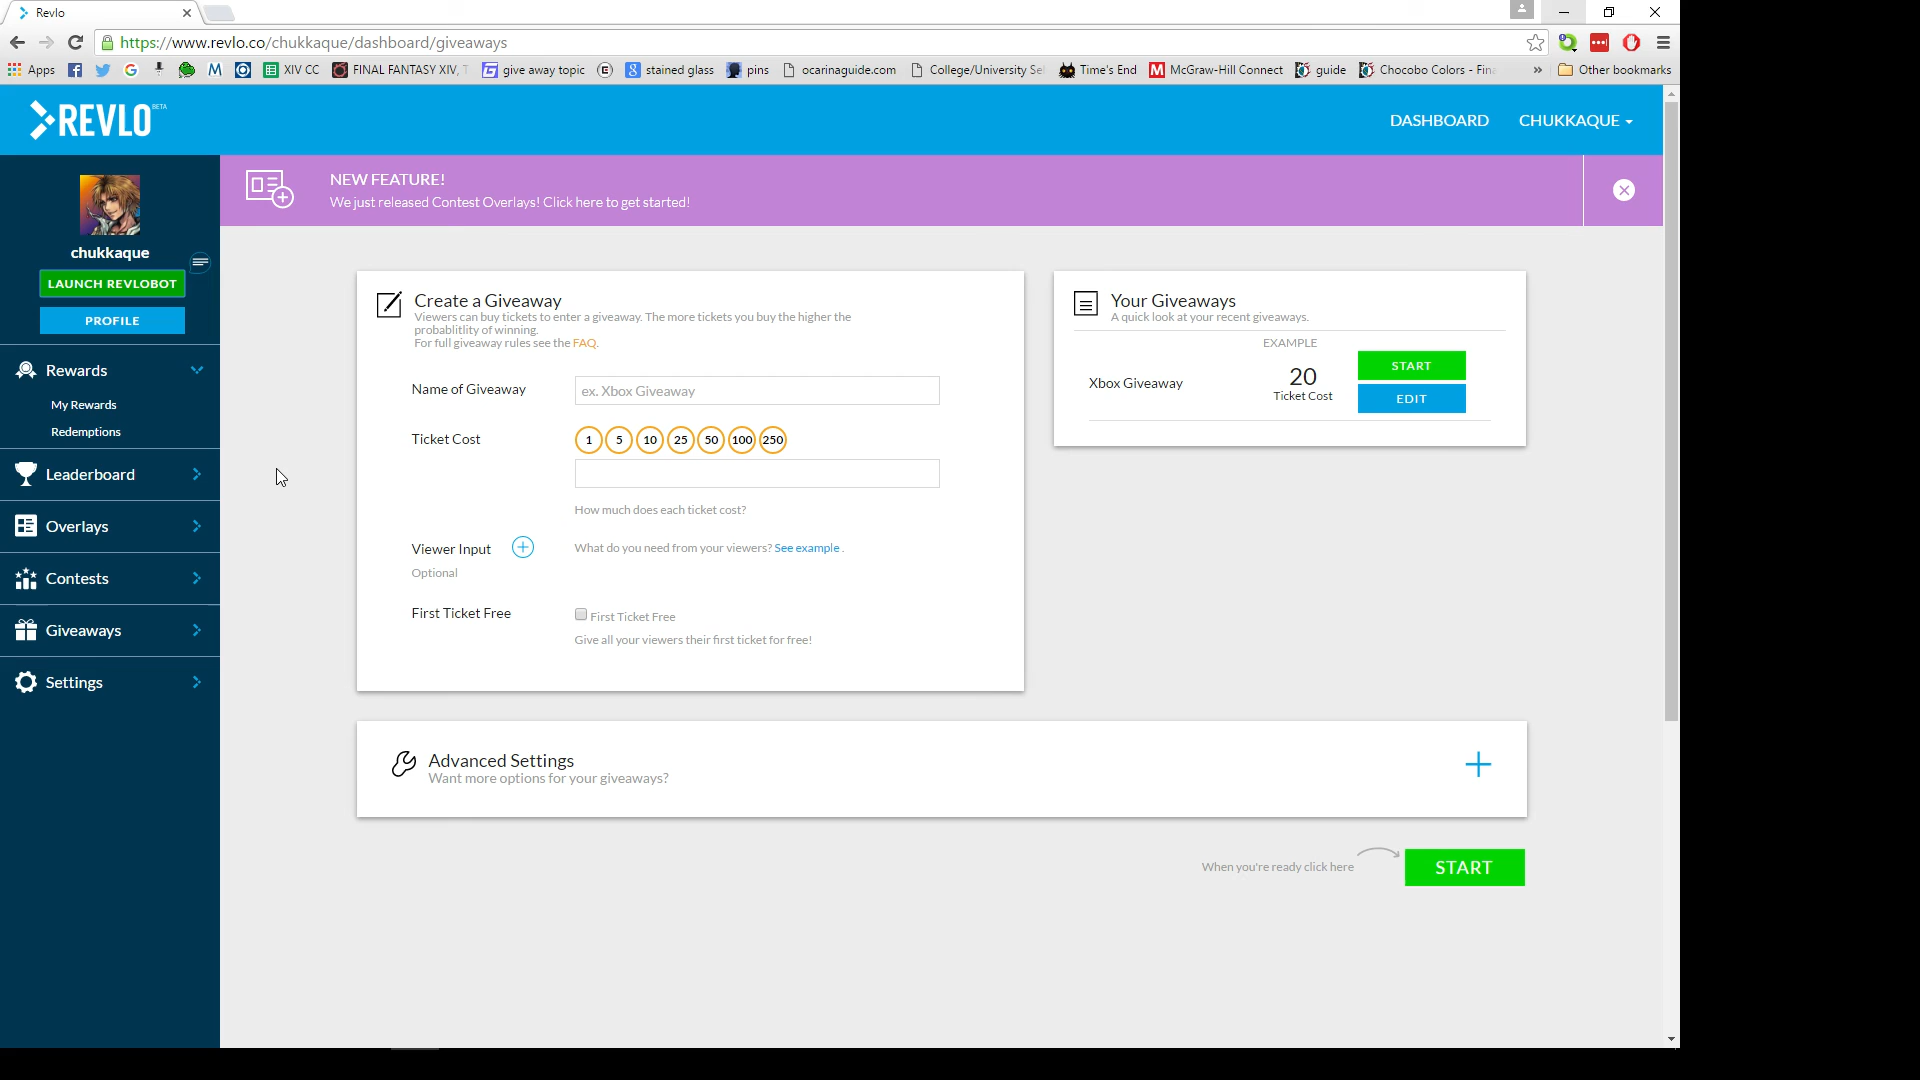 Revlo
https://www.revlo.co/chukkaque/dashboard/giveaways
Apps
XIV CC
FINAL FANTASY XIV,
give away topic
stained glass
pins
ocarinaguide.com
College/University Se
Time's End
McGraw-Hill Connect
guide
Chocobo Colors - Fin
»
Other bookmarks
REVLO BETA
DASHBOARD
CHUKKAQUE
NEW FEATURE!
We just released Contest Overlays! Click here to get started!
chukkaque
LAUNCH REVLOBOT
PROFILE
Rewards
My Rewards
Redemptions
Leaderboard
Overlays
Contests
Giveaways
Settings
Create a Giveaway
Viewers can buy tickets to enter a giveaway. The more tickets you buy the higher the
probablitlity of winning.
For full giveaway rules see the FAQ.
Name of Giveaway
ex. Xbox Giveaway
Ticket Cost
1 5 10 25 50 100 250
How much does each ticket cost?
Viewer Input
What do you need from your viewers? See example .
Optional
First Ticket Free
First Ticket Free
Give all your viewers their first ticket for free!
Your Giveaways
A quick look at your recent giveaways.
EXAMPLE
Xbox Giveaway
20
Ticket Cost
START
EDIT
Advanced Settings
Want more options for your giveaways?
When you're ready click here
START